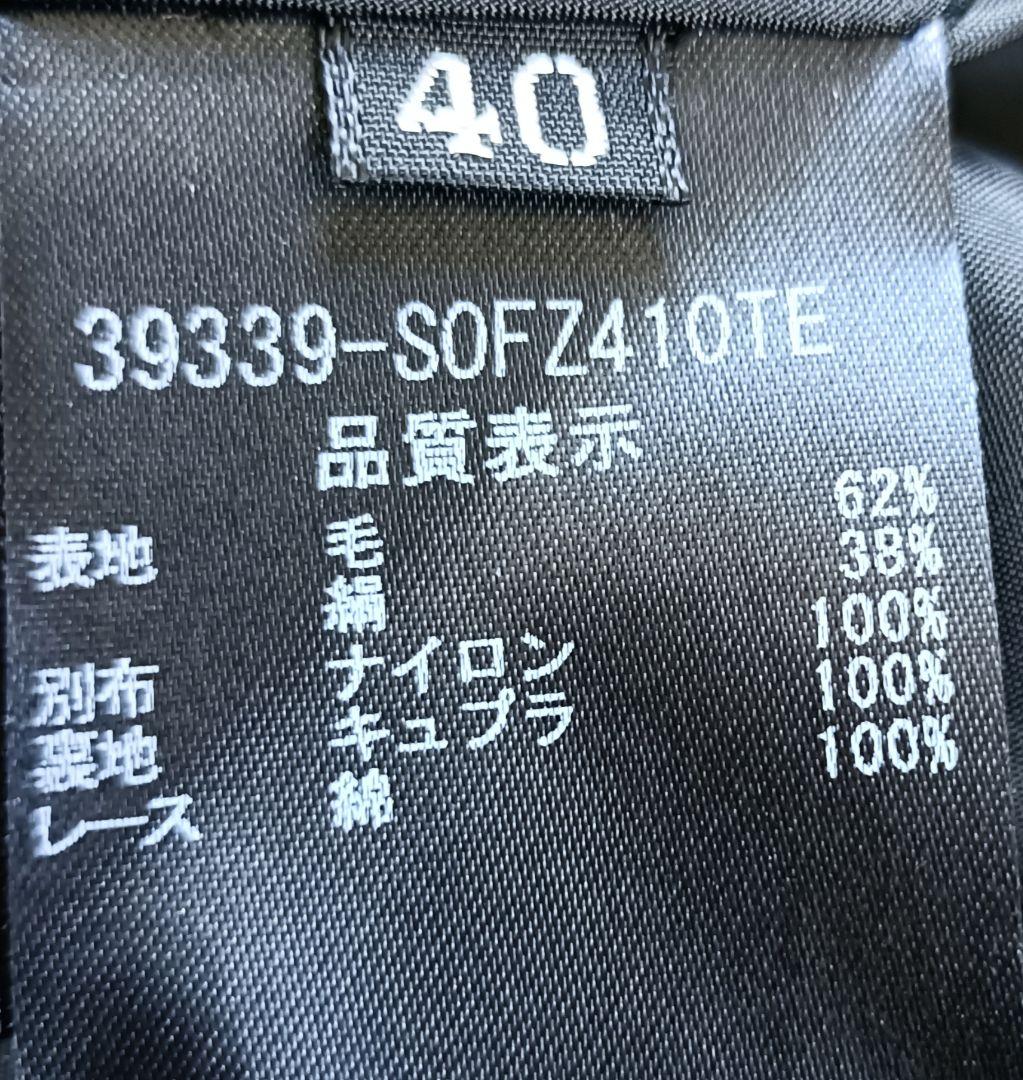 40
39339-S0FZ410TE
品質表示
表地 毛 62%
絹 38%
別布 ナイロン 100%
裏地 キュプラ 100%
レース 綿 100%